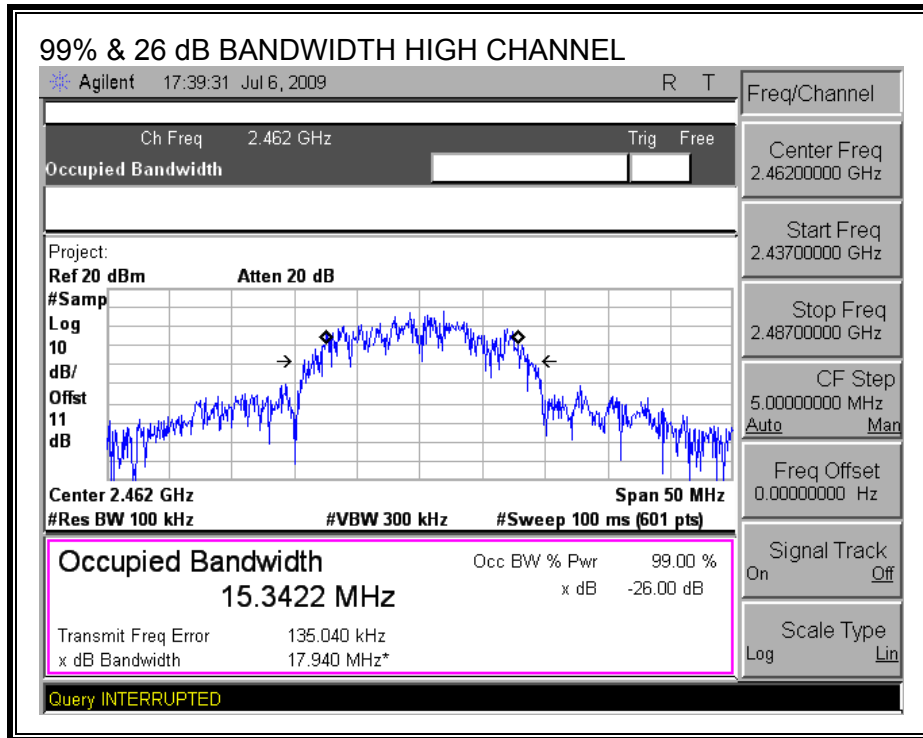 99% & 26 dB BANDWIDTH HIGH CHANNEL
Agilent 17:39:31 Jul 6, 2009 R T
Freq/Channel
Ch Freq 2.462 GHz Trig Free
Occupied Bandwidth
Center Freq
2.46200000 GHz
Start Freq
2.43700000 GHz
Stop Freq
2.48700000 GHz
CF Step
5.00000000 MHz
Auto Man
Freq Offset
0.00000000 Hz
Signal Track
On Off
Scale Type
Log Lin
Project:
Ref 20 dBm Atten 20 dB
#Samp
Log
10
dB/
Offst
11
dB
Center 2.462 GHz Span 50 MHz
#Res BW 100 kHz #VBW 300 kHz #Sweep 100 ms (601 pts)
Occupied Bandwidth Occ BW % Pwr 99.00 %
15.3422 MHz x dB -26.00 dB
Transmit Freq Error 135.040 kHz
x dB Bandwidth 17.940 MHz*
Query INTERRUPTED